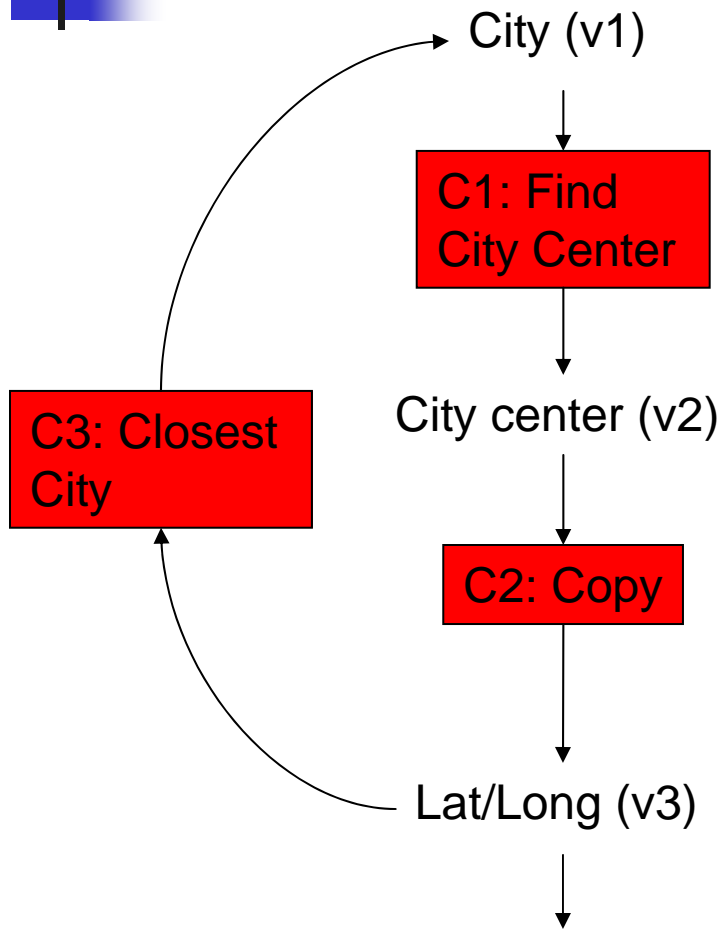 City (v1)
C1: Find
City Center
City center (v2)
C3: Closest
City
C2: Copy
Lat/Long (v3)